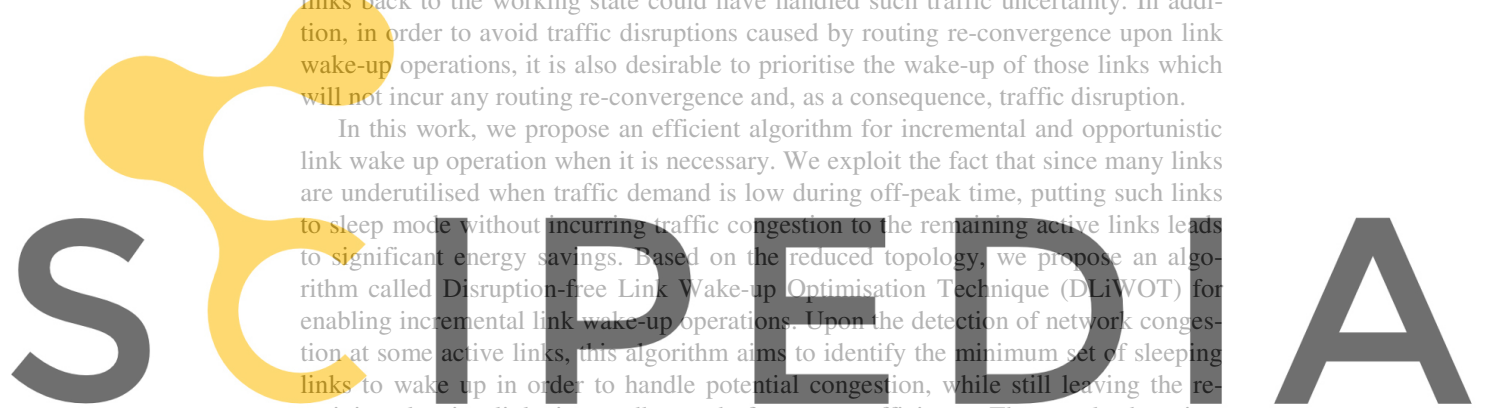 links back to the working state could have handled such traffic uncertainty. In addi-
tion, in order to avoid traffic disruptions caused by routing re-convergence upon link
wake-up operations, it is also desirable to prioritise the wake-up of those links which
will not incur any routing re-convergence and, as a consequence, traffic disruption.
In this work, we propose an efficient algorithm for incremental and opportunistic
link wake up operation when it is necessary. We exploit the fact that since many links
are underutilised when traffic demand is low during off-peak time, putting such links
to sleep mode without incurring traffic congestion to the remaining active links leads
to significant energy savings. Based on the reduced topology, we propose an algo-
rithm called Disruption-free Link Wake-up Optimisation Technique (DLiWOT) for
enabling incremental link wake-up operations. Upon the detection of network conges-
tion at some active links, this algorithm aims to identify the minimum set of sleeping
links to wake up in order to handle potential congestion, while still leaving the re-
SCIPEDIA